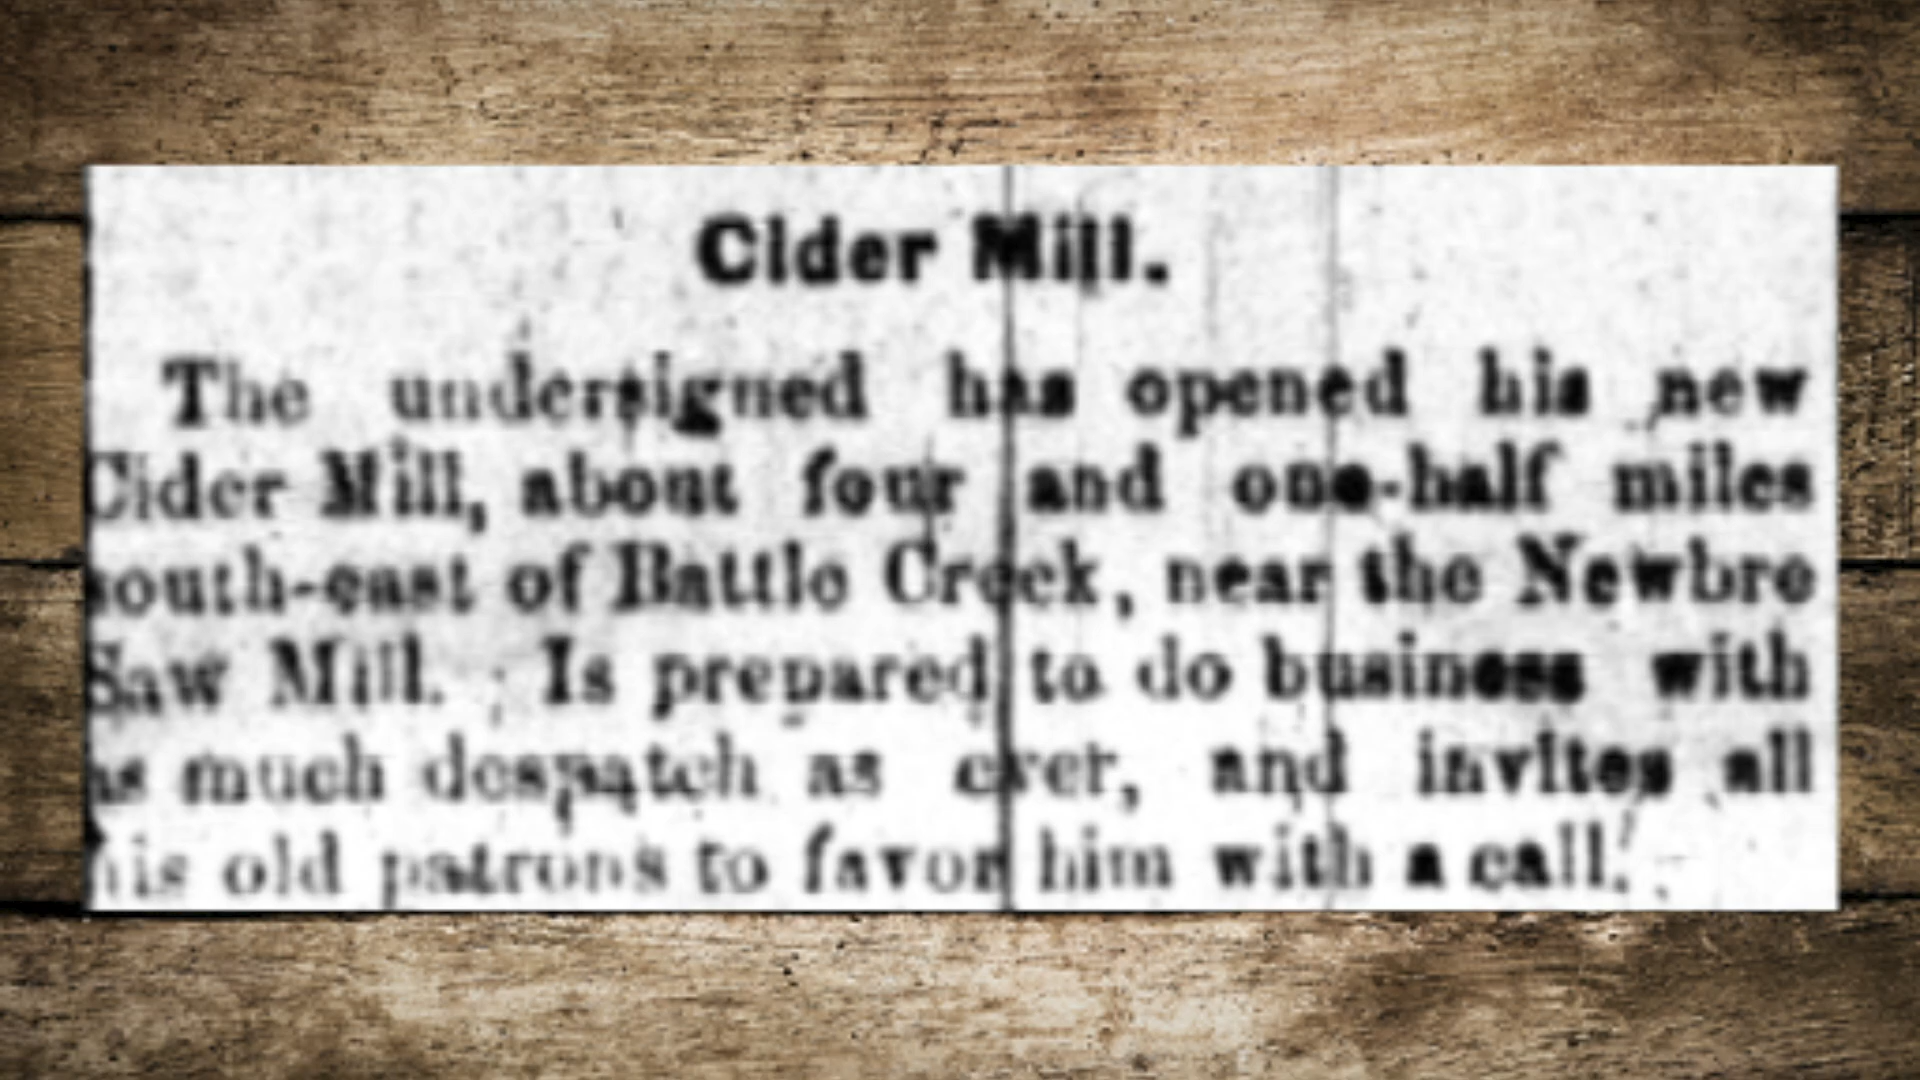 Cider Mill.
The undersigned has opened his new
Cider Mill, about four and one-half miles
south-east of Battle Creek, near the Newbre
Saw Mill. Is prepared to do business with
as much despatch as ever, and invites all
his old patrons to favor him with a call.